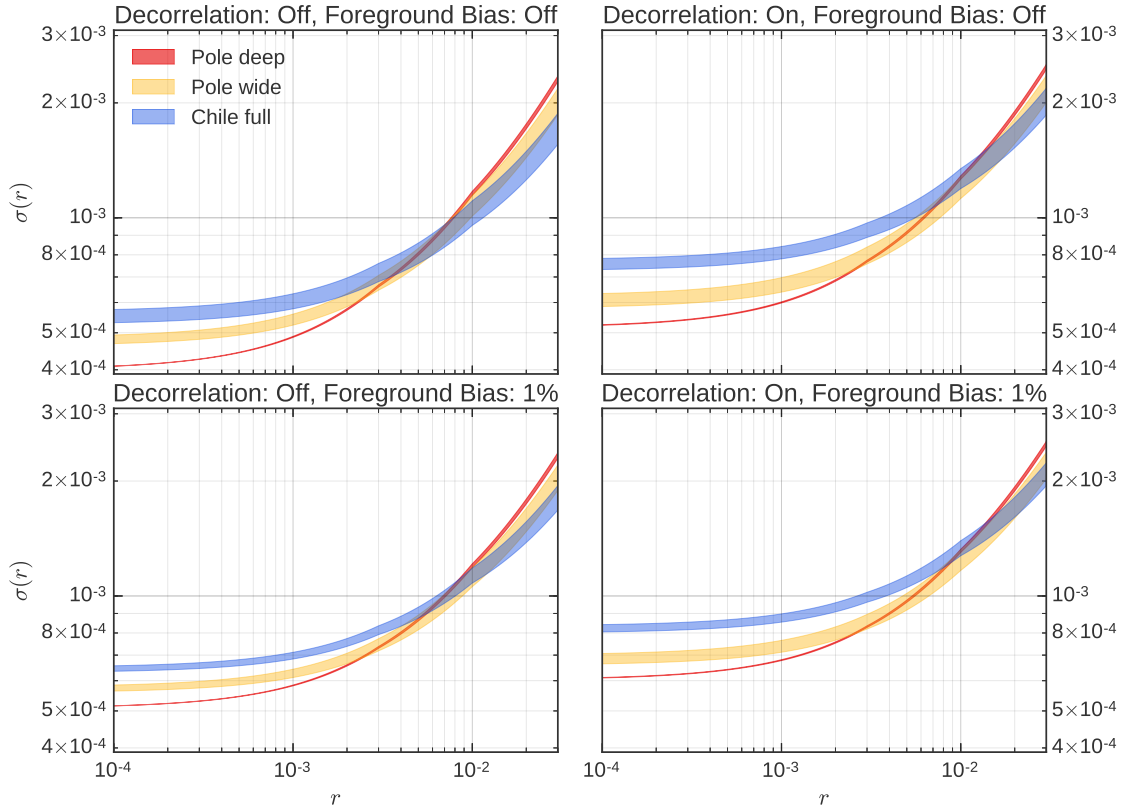 Decorrelation: Off, Foreground Bias: Off
Decorrelation: On, Foreground Bias: Off
3×10⁻³
2×10⁻³
10⁻³
8×10⁻⁴
5×10⁻⁴
4×10⁻⁴
σ(r)
Pole deep
Pole wide
Chile full
3×10⁻³
2×10⁻³
10⁻³
8×10⁻⁴
5×10⁻⁴
4×10⁻⁴
Decorrelation: Off, Foreground Bias: 1%
Decorrelation: On, Foreground Bias: 1%
3×10⁻³
2×10⁻³
10⁻³
8×10⁻⁴
5×10⁻⁴
4×10⁻⁴
σ(r)
3×10⁻³
2×10⁻³
10⁻³
8×10⁻⁴
5×10⁻⁴
4×10⁻⁴
10⁻⁴ 10⁻³ 10⁻²
10⁻⁴ 10⁻³ 10⁻²
r
r